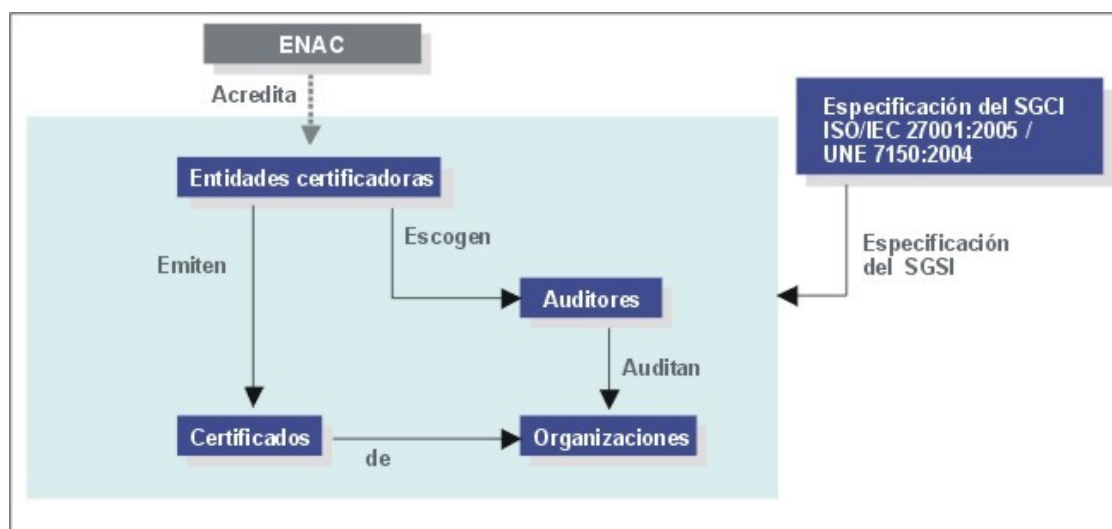 ENAC
Acredita
Especificación del SGCI
ISO/IEC 27001:2005 /
UNE 7150:2004
Entidades certificadoras
Escogen
Emiten
Especificación
del SGSI
Auditores
Auditan
Certificados
de
Organizaciones